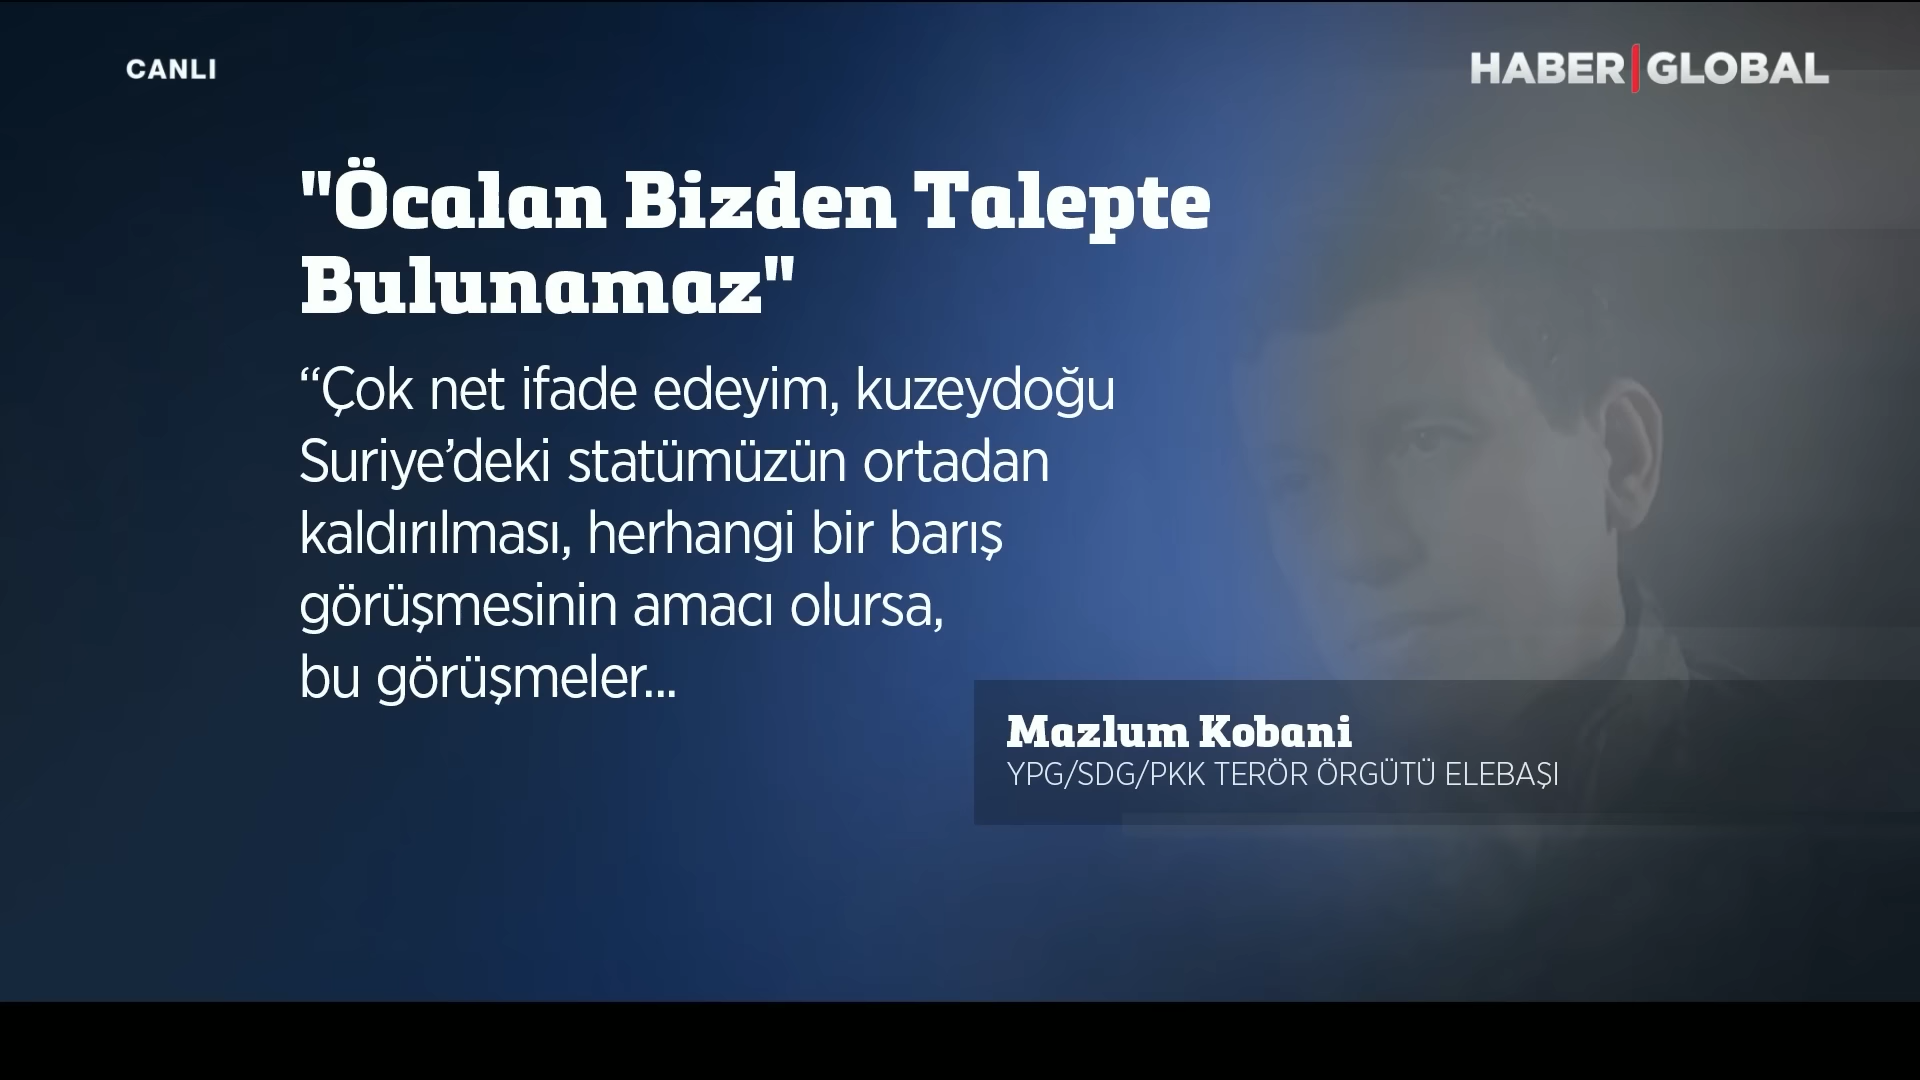 CANLI
HABER GLOBAL
"Öcalan Bizden Talepte
Bulunamaz"
“Çok net ifade edeyim, kuzeydoğu
Suriye’deki statümüzün ortadan
kaldırılması, herhangi bir barış
görüşmesinin amacı olursa,
bu görüşmeler...
Mazlum Kobani
YPG/SDG/PKK TERÖR ÖRGÜTÜ ELEBAŞI